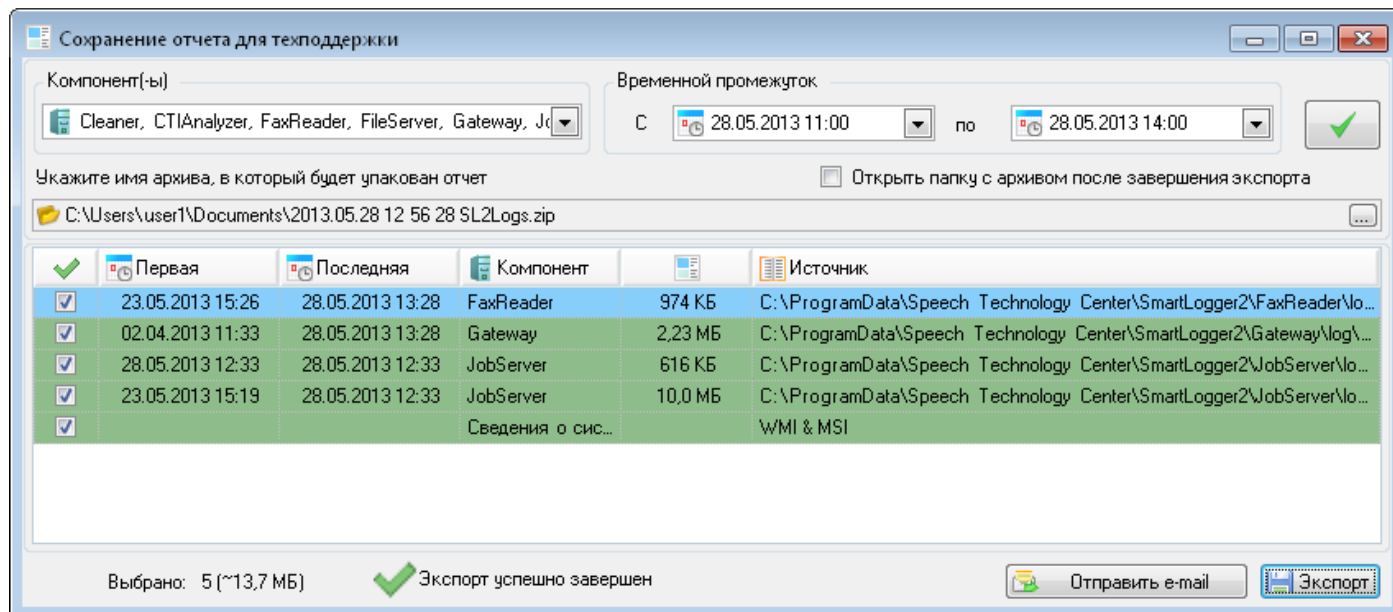 Сохранение отчета для техподдержки
Компонент(-ы) Временной промежуток
Cleaner, CTIAnalyzer, FaxReader, FileServer, Gateway, С 28.05.2013 11:00 по 28.05.2013 14:00
Укажите имя архива, в который будет упакован отчет Открыть папку с архивом после завершения экспорта
C:\Users\user1\Documents\2013.05.28 12 56 28 SL2Logs.zip ...
Первая Последняя Компонент Источник
23.05.2013 15:26 28.05.2013 13:28 FaxReader 974 КБ C:\ProgramData\Speech Technology Center\SmartLogger2\FaxReader\lo...
02.04.2013 11:33 28.05.2013 13:28 Gateway 2,23 МБ C:\ProgramData\Speech Technology Center\SmartLogger2\Gateway\log\...
28.05.2013 12:33 28.05.2013 12:33 JobServer 616 КБ C:\ProgramData\Speech Technology Center\SmartLogger2\JobServer\lo...
23.05.2013 15:19 28.05.2013 12:33 JobServer 10,0 МБ C:\ProgramData\Speech Technology Center\SmartLogger2\JobServer\lo...
Сведения о сис... WMI & MSI
Выбрано: 5 (~13,7 МБ) Экспорт успешно завершен Отправить e-mail Экспорт